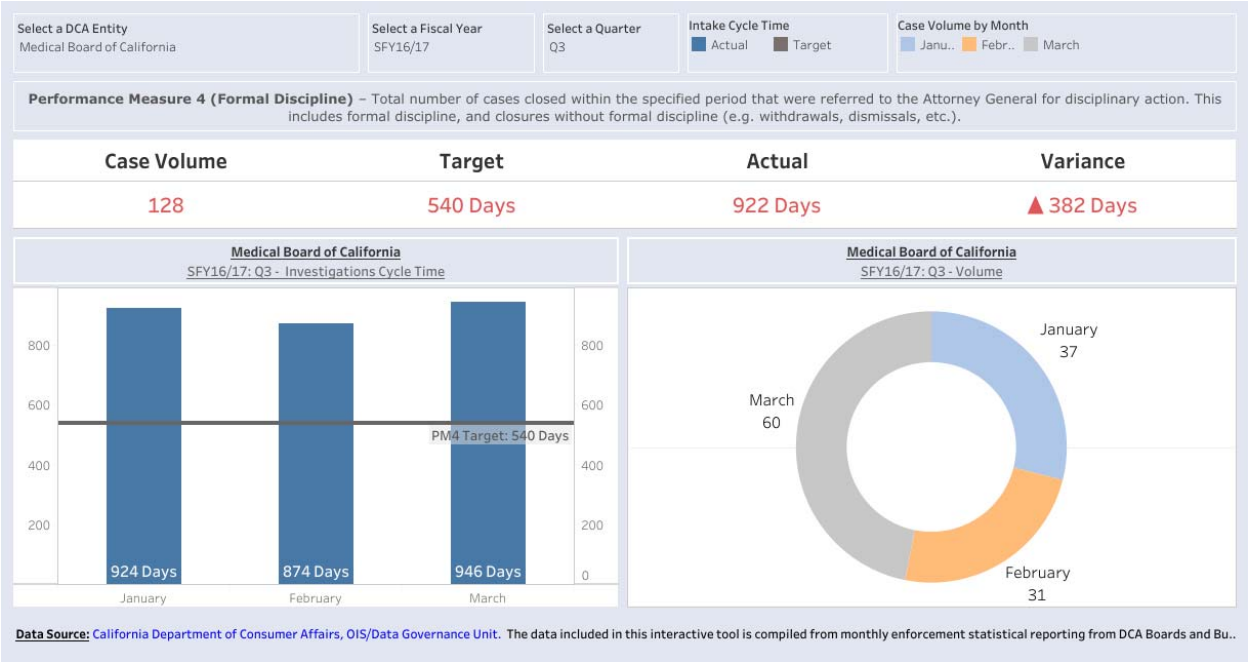 Select a DCA Entity
Medical Board of California
Select a Fiscal Year
SFY16/17
Select a Quarter
Q3
Intake Cycle Time
Actual Target
Case Volume by Month
Janu.. Febr.. March
Performance Measure 4 (Formal Discipline) – Total number of cases closed within the specified period that were referred to the Attorney General for disciplinary action. This
includes formal discipline, and closures without formal discipline (e.g. withdrawals, dismissals, etc.).
Case Volume Target Actual Variance
128 540 Days 922 Days ▲ 382 Days
Medical Board of California
SFY16/17: Q3 - Investigations Cycle Time
800 800
600 600
PM4 Target: 540 Days
400 400
200 200
924 Days 874 Days 946 Days
0
January February March
Medical Board of California
SFY16/17: Q3 - Volume
January
37
March
60
February
31
Data Source: California Department of Consumer Affairs, OIS/Data Governance Unit. The data included in this interactive tool is compiled from monthly enforcement statistical reporting from DCA Boards and Bu..